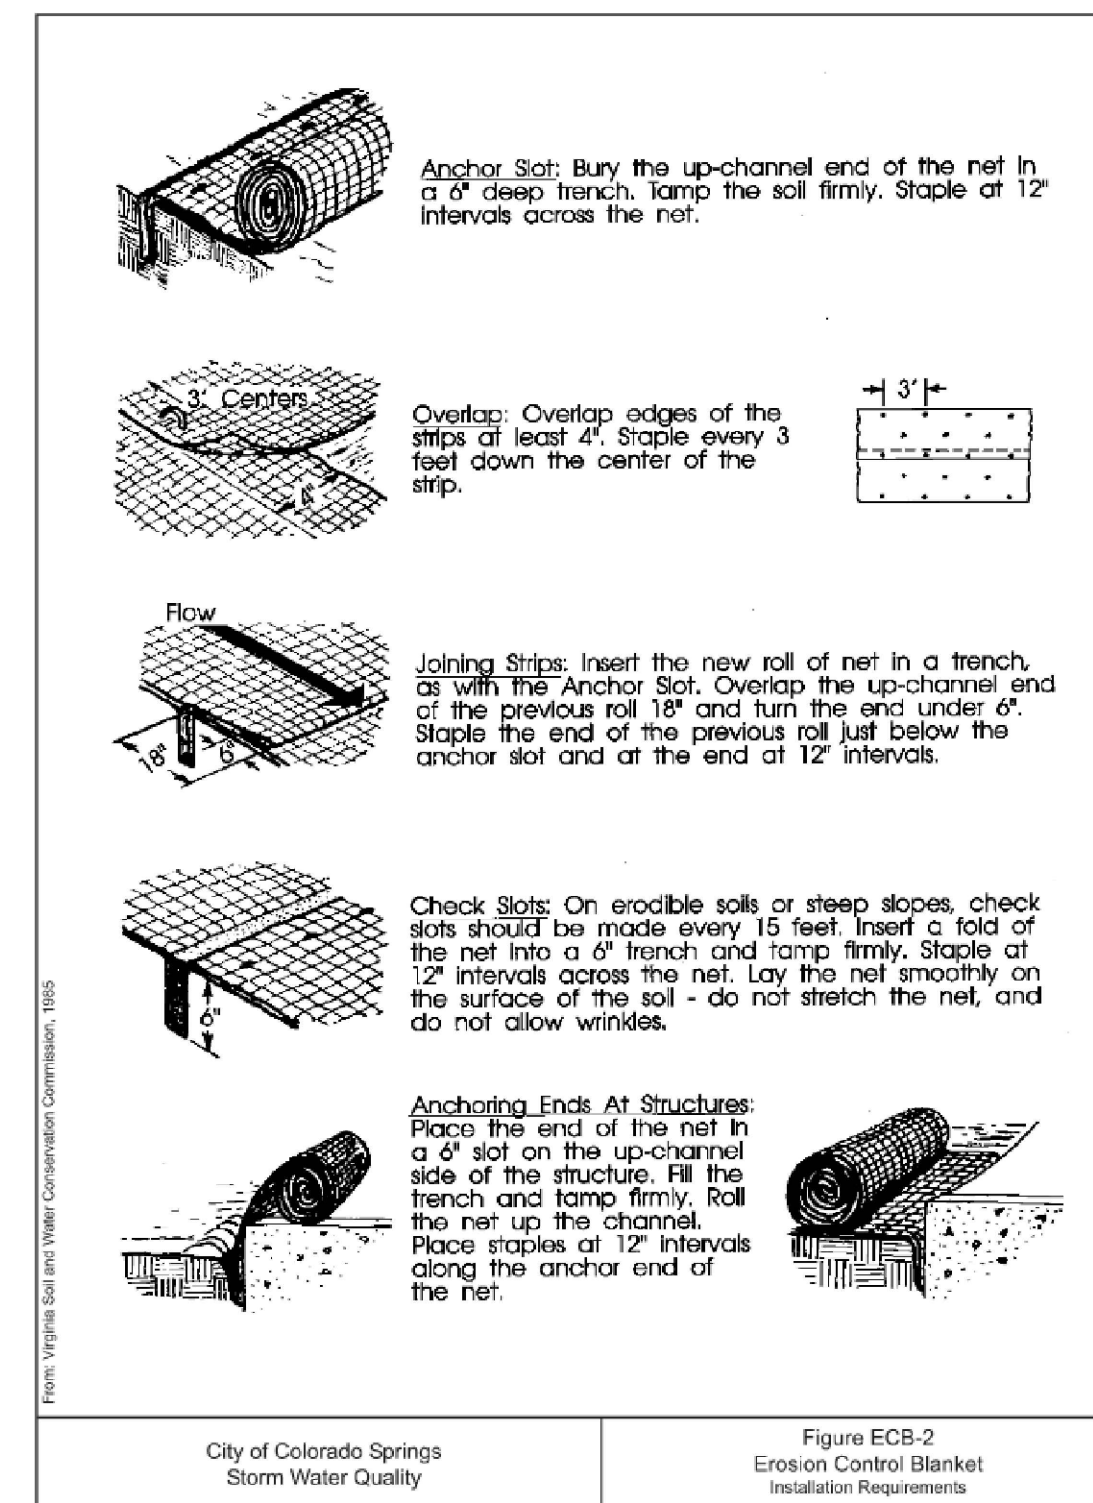 Anchor Slot: Bury the up-channel end of the net in
a 6" deep trench. Tamp the soil firmly. Staple at 12"
intervals across the net.
3' Centers
4"
Overlap: Overlap edges of the
strips at least 4". Staple every 3
feet down the center of the
strip.
3'
Flow
18"
6"
Joining Strips: Insert the new roll of net in a trench,
as with the Anchor Slot. Overlap the up-channel end
of the previous roll 18" and turn the end under 6".
Staple the end of the previous roll just below the
anchor slot and at the end at 12" intervals.
6"
Check Slots: On erodible soils or steep slopes, check
slots should be made every 15 feet. Insert a fold of
the net into a 6" trench and tamp firmly. Staple at
12" intervals across the net. Lay the net smoothly on
the surface of the soil - do not stretch the net, and
do not allow wrinkles.
Anchoring Ends At Structures:
Place the end of the net in
a 6" slot on the up-channel
side of the structure. Fill the
trench and tamp firmly. Roll
the net up the channel.
Place staples at 12" intervals
along the anchor end of
the net.
From: Virginia Soil and Water Conservation Commission, 1985
City of Colorado Springs
Storm Water Quality
Figure ECB-2
Erosion Control Blanket
Installation Requirements